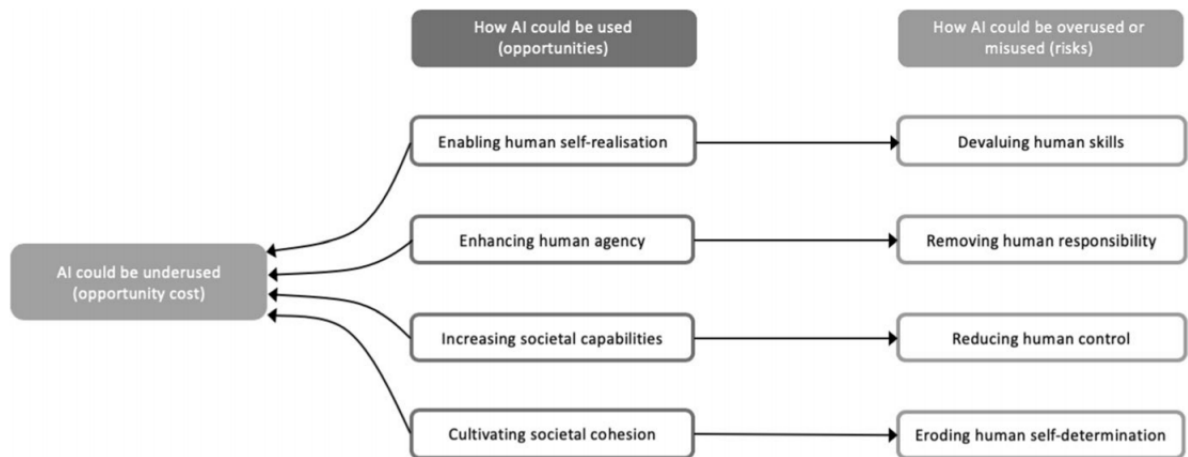 How AI could be used
(opportunities)
How AI could be overused or
misused (risks)
Enabling human self-realisation
Devaluing human skills
Enhancing human agency
Removing human responsibility
AI could be underused
(opportunity cost)
Increasing societal capabilities
Reducing human control
Cultivating societal cohesion
Eroding human self-determination